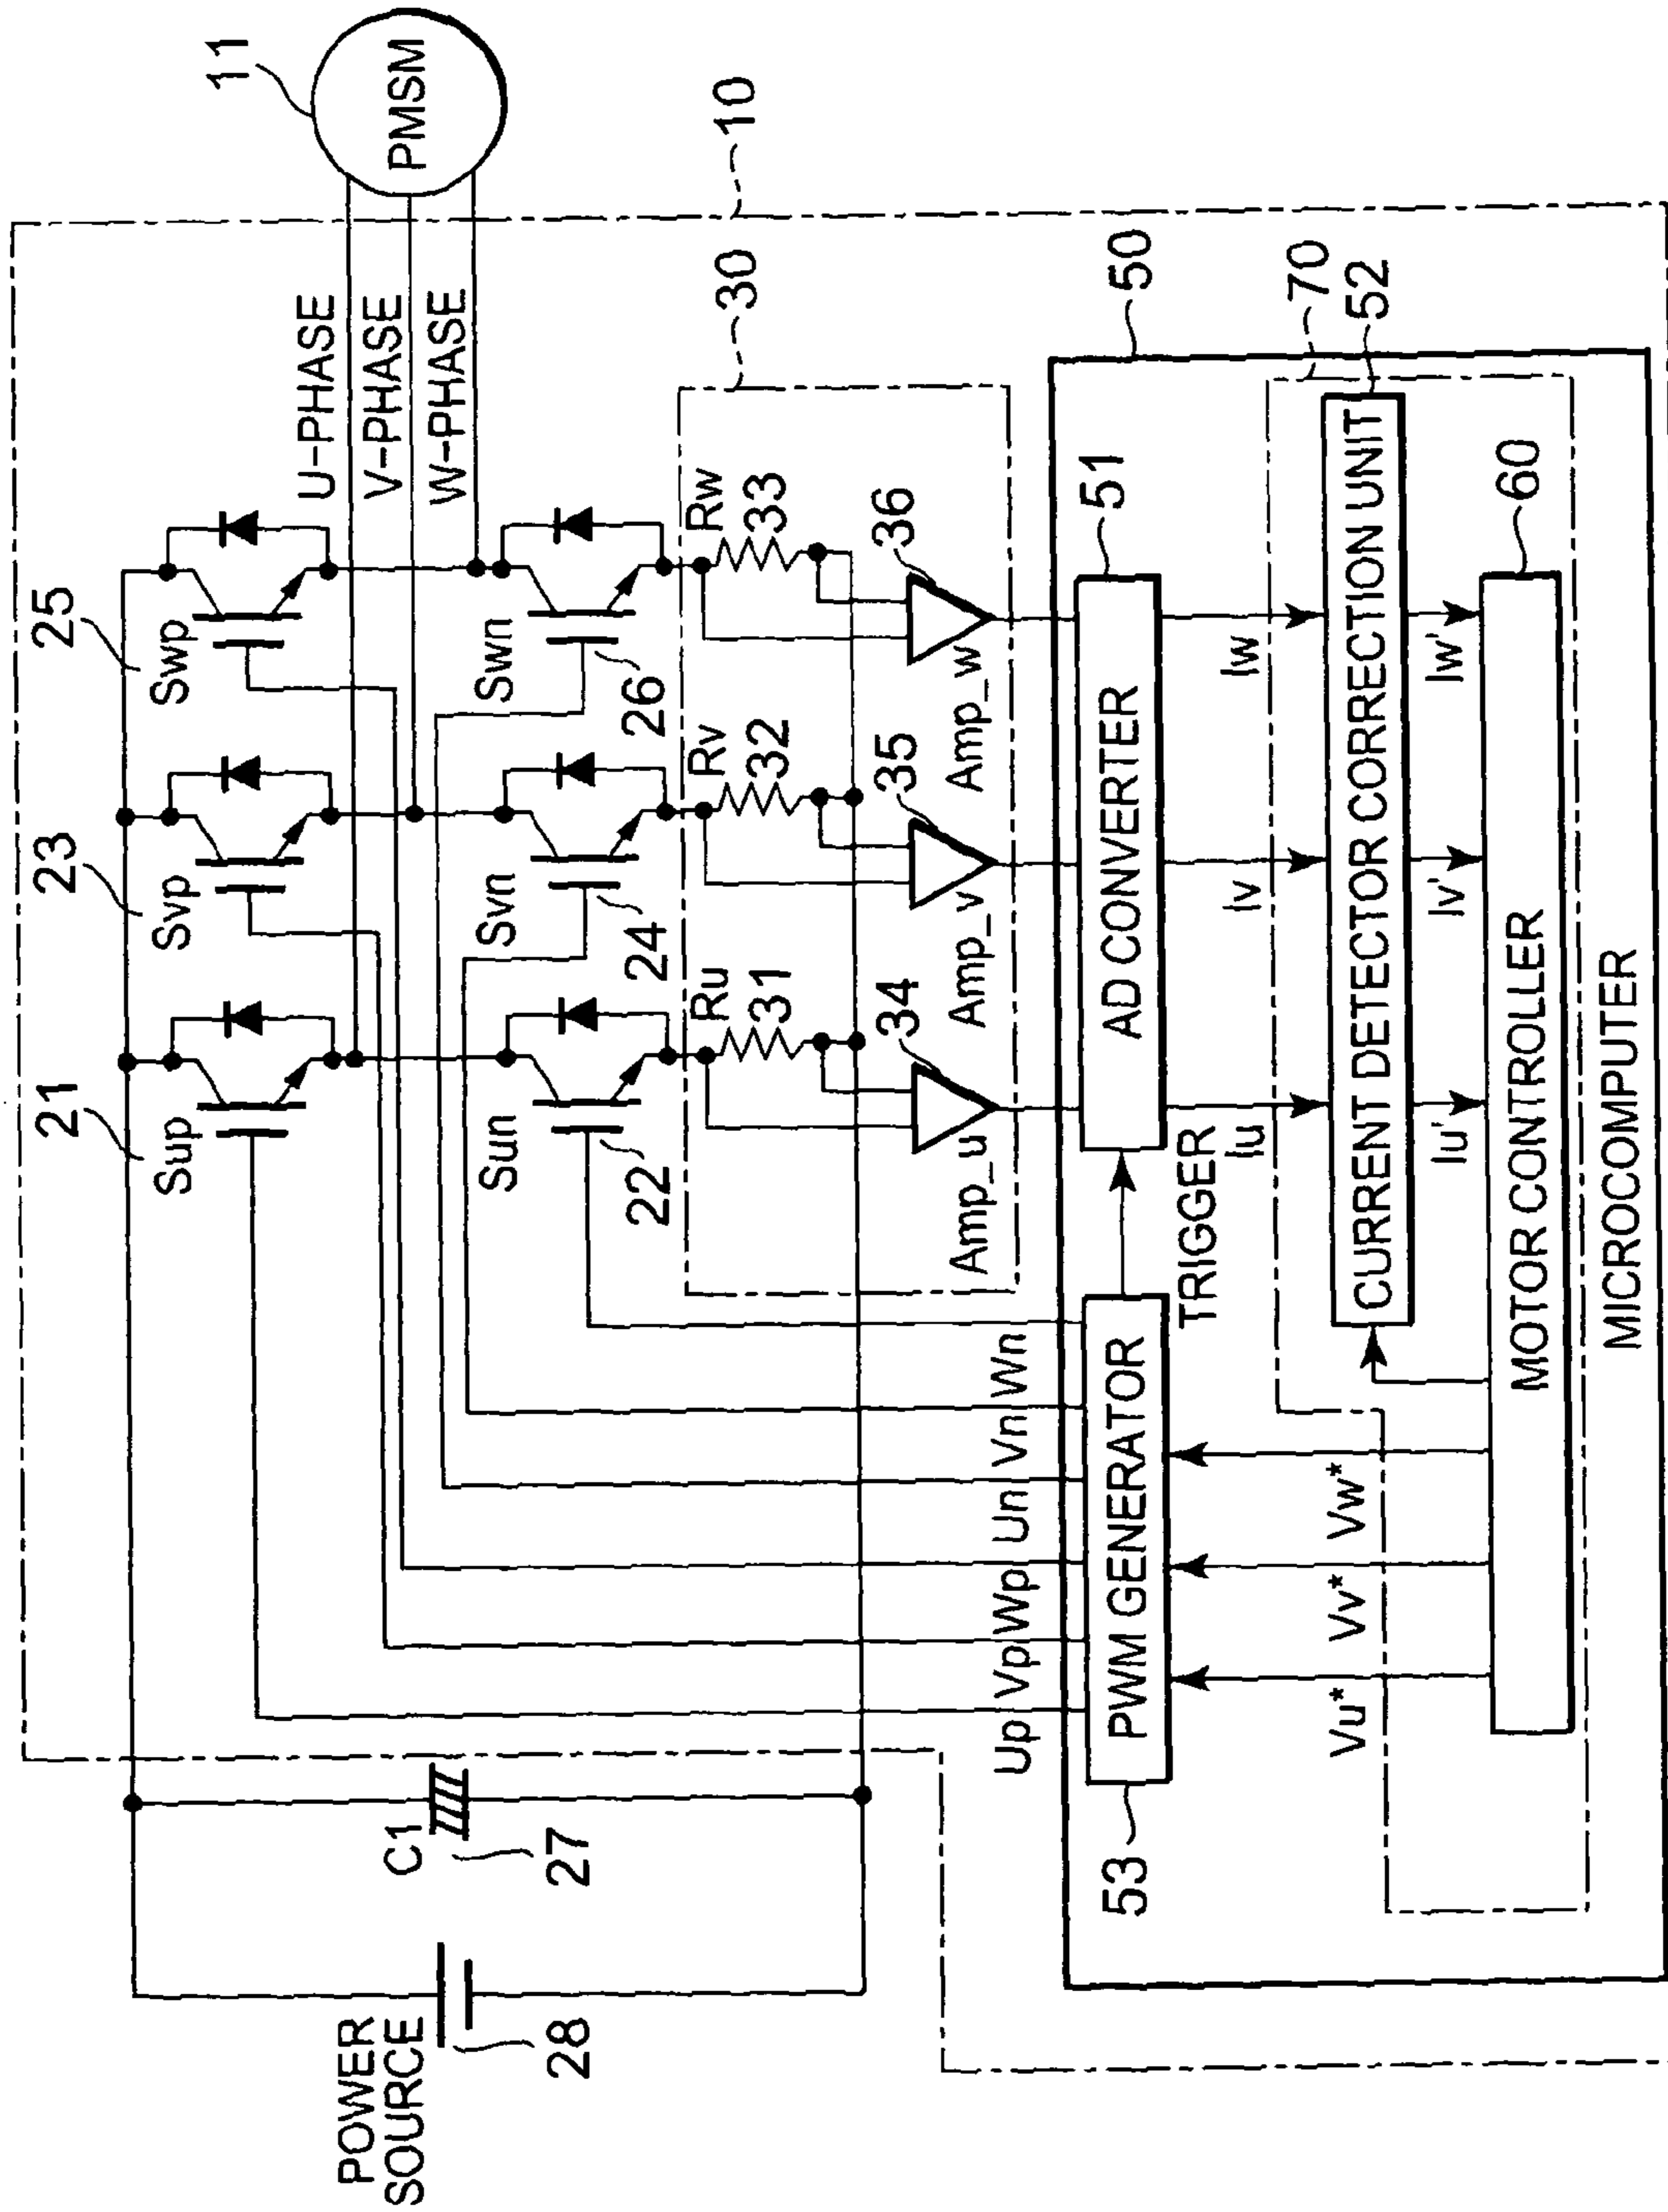 POWER
SOURCE
28
C1
27
21
Sup
23
Svp
25
Swp
11
PMSM
U-PHASE
V-PHASE
W-PHASE
10
Sun
22
Svn
24
Swn
26
30
Ru
31
Rv
32
Rw
33
34
Amp_u
35
Amp_v
36
Amp_w
Up Vp Wp Un Vn Wn
50
53
PWM GENERATOR
TRIGGER
AD CONVERTER
51
Iu
Iv
Iw
70
52
CURRENT DETECTOR CORRECTION UNIT
Vu*
Vv*
Vw*
Iu'
Iv'
Iw'
60
MOTOR CONTROLLER
MICROCOMPUTER